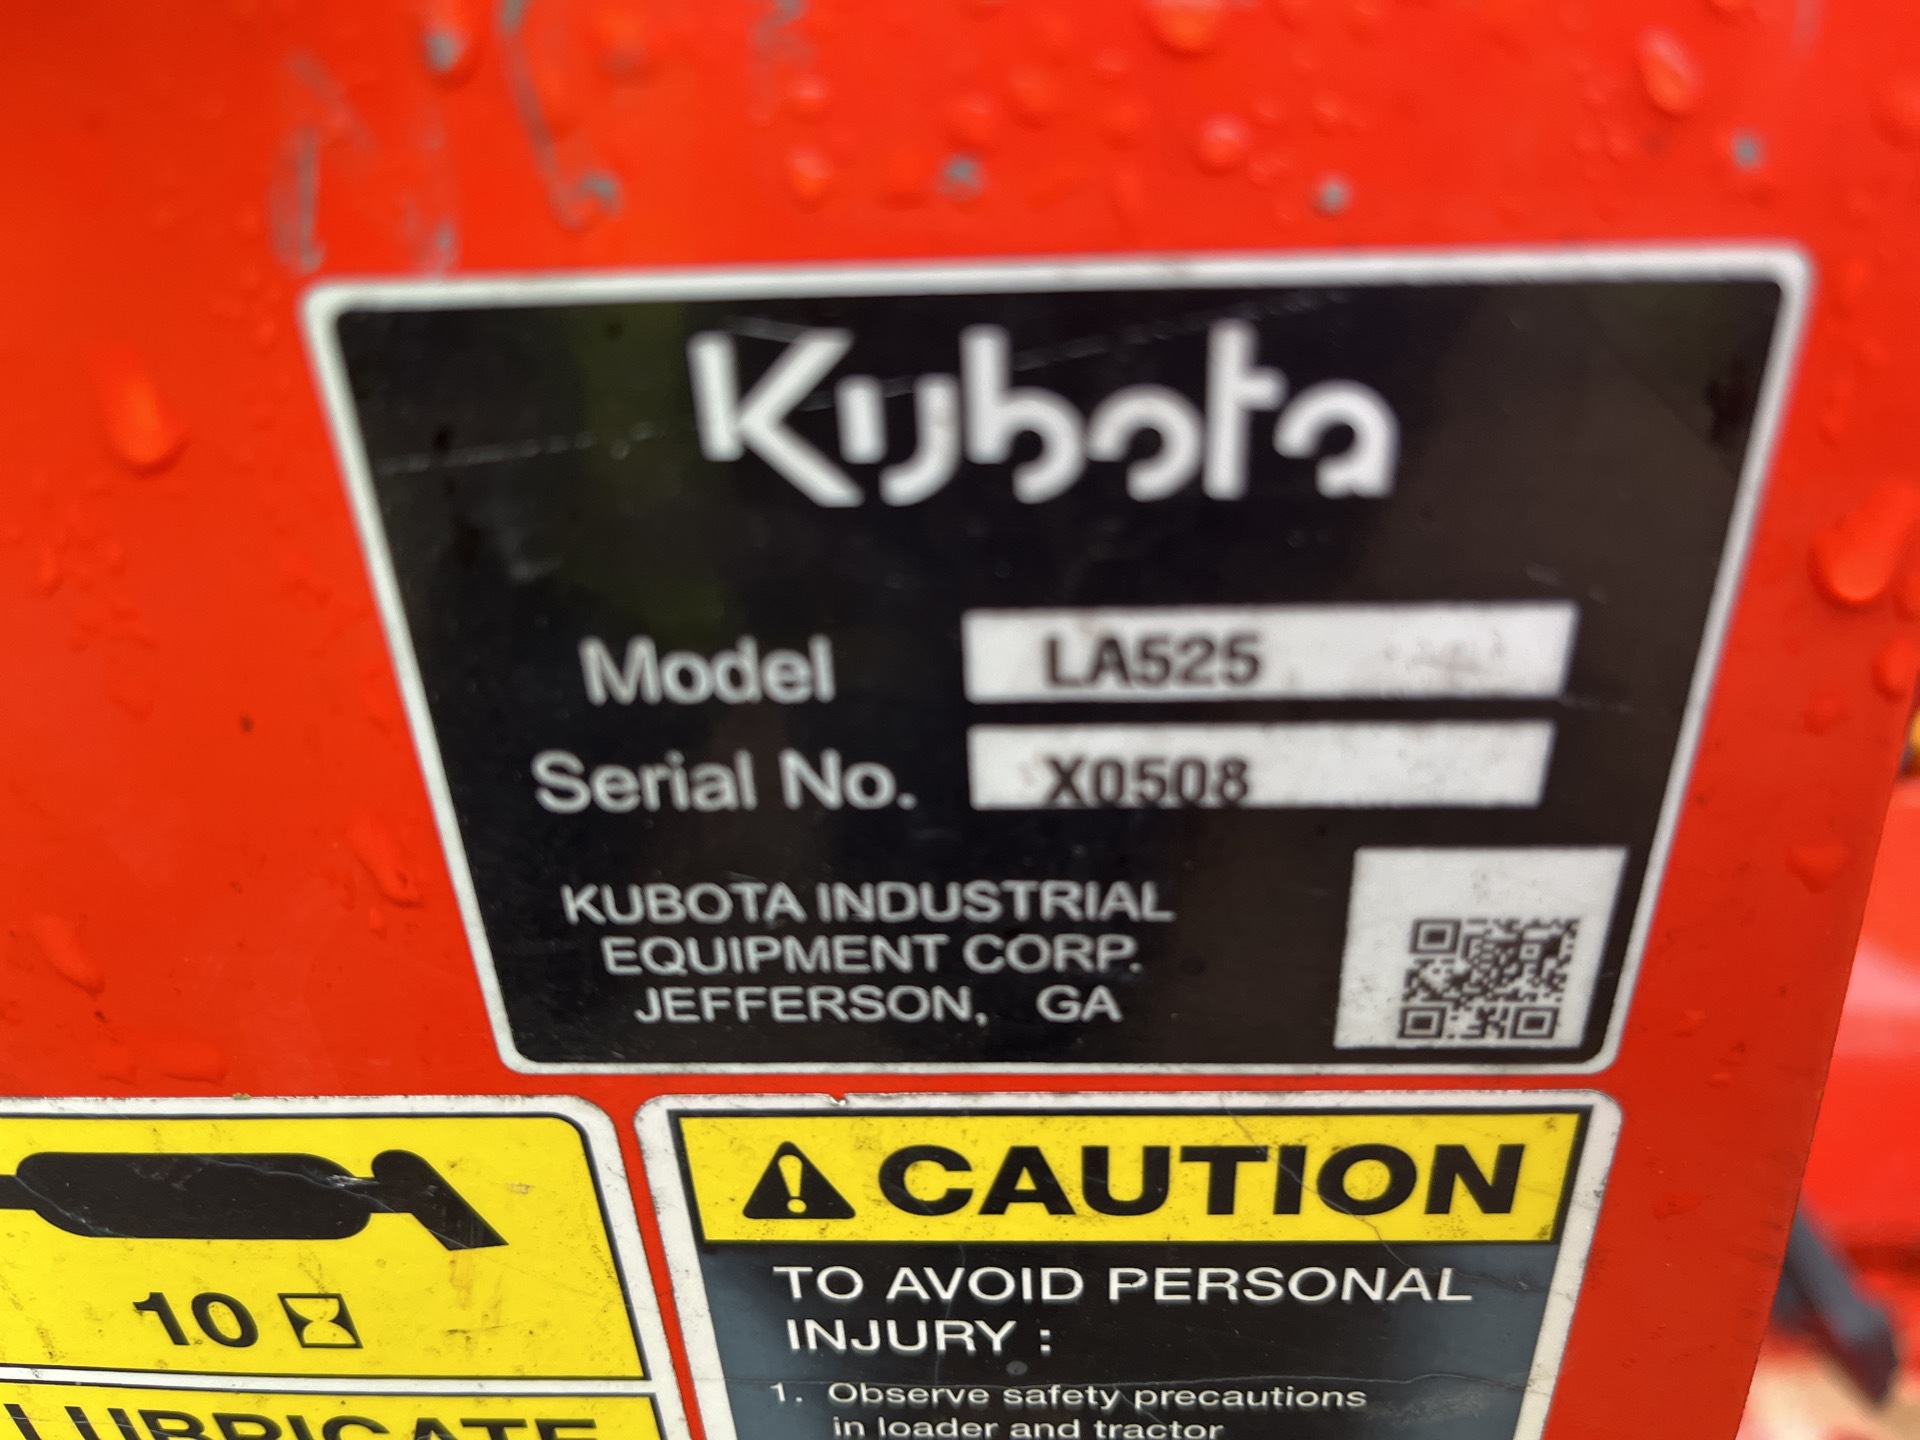 Kubota
Model LA525
Serial No. X0508
KUBOTA INDUSTRIAL
EQUIPMENT CORP.
JEFFERSON, GA
10
LUBRICATE
CAUTION
TO AVOID PERSONAL
INJURY :
1. Observe safety precautions
in loader and tractor